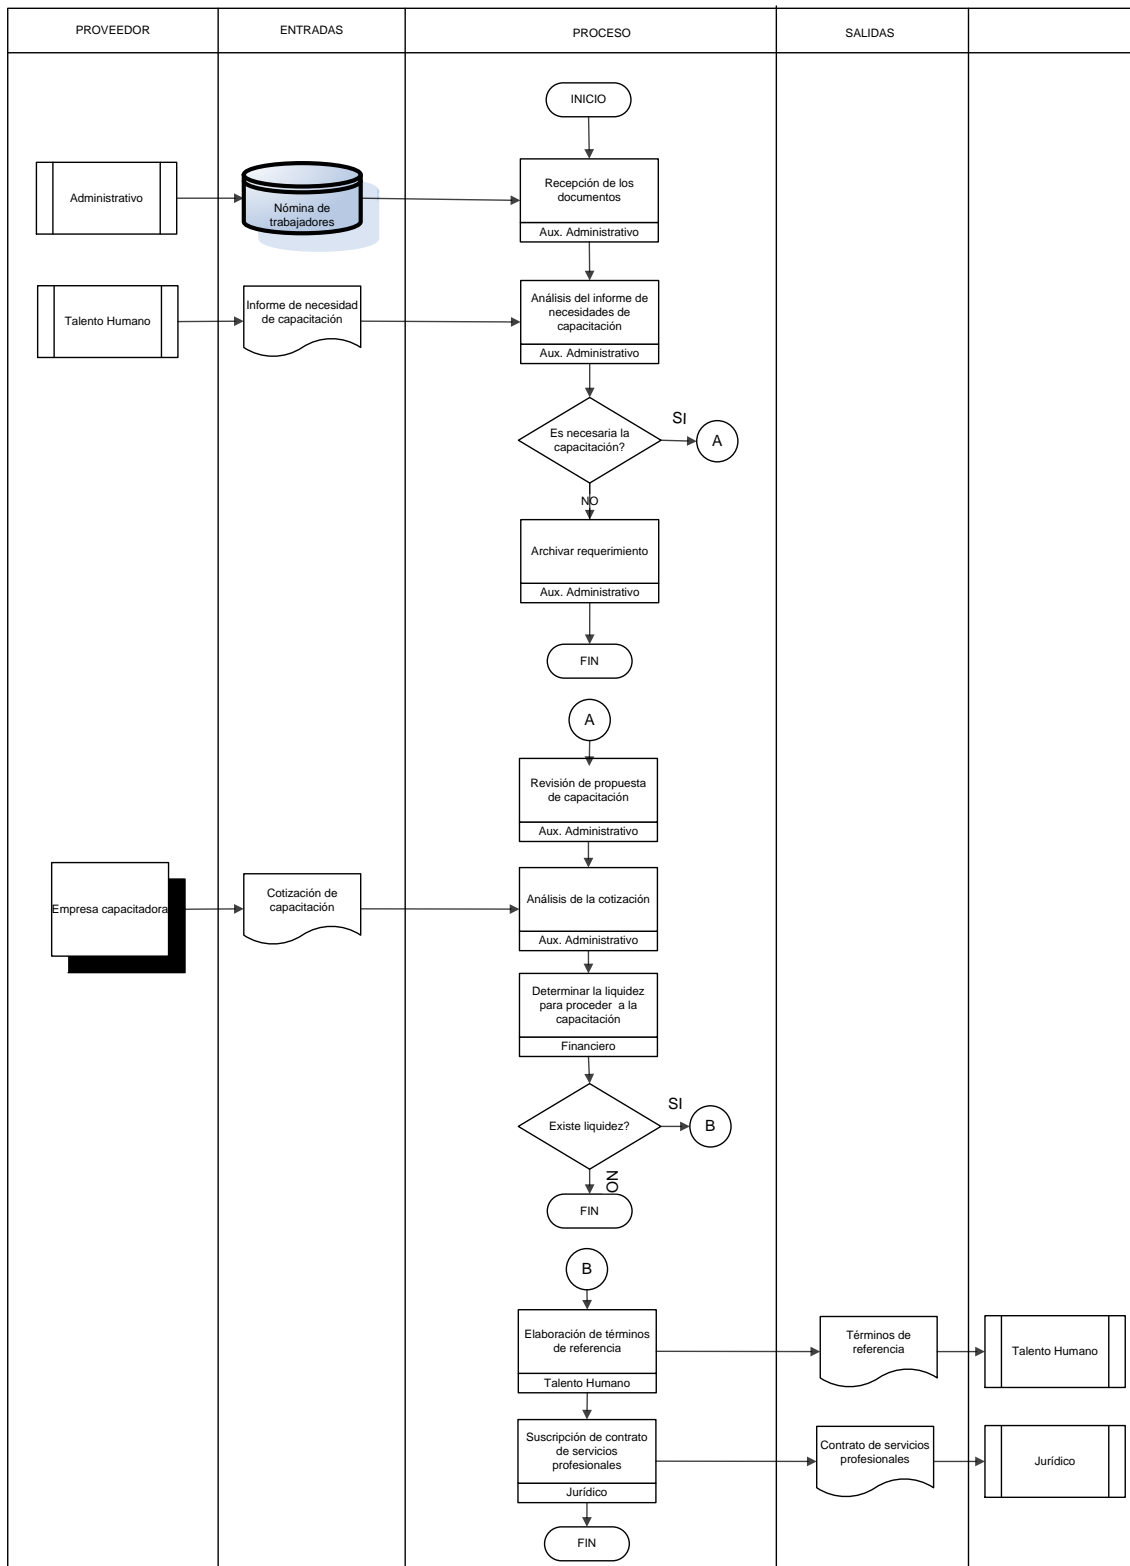 PROVEEDOR
ENTRADAS
PROCESO
SALIDAS
INICIO
Administrativo
Nómina de
trabajadores
Recepción de los
documentos
Aux. Administrativo
Talento Humano
Informe de necesidad
de capacitación
Análisis del informe de
necesidades de
capacitación
Aux. Administrativo
Es necesaria la
capacitación?
SI
A
NO
Archivar requerimiento
Aux. Administrativo
FIN
A
Revisión de propuesta
de capacitación
Aux. Administrativo
Empresa capacitadora
Cotización de
capacitación
Análisis de la cotización
Aux. Administrativo
Determinar la liquidez
para proceder a la
capacitación
Financiero
Existe liquidez?
SI
B
NO
FIN
B
Elaboración de términos
de referencia
Talento Humano
Términos de
referencia
Talento Humano
Suscripción de contrato
de servicios
profesionales
Jurídico
Contrato de servicios
profesionales
Jurídico
FIN